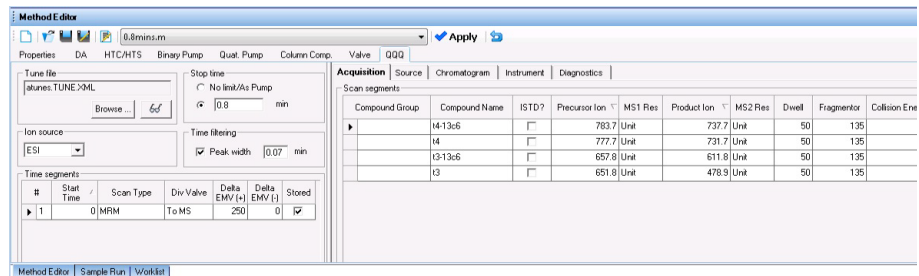 Method Editor
0.8mins.m Apply
Properties DA HTC/HTS Binary Pump Quat. Pump Column Comp. Valve QQQ
Tune file
atunes.TUNE.XML
Browse ...
Ion source
ESI
Stop time
No limit/As Pump
0.8 min
Time filtering
Peak width 0.07 min
Time segments
# Start Time Scan Type Div Valve Delta EMV (+) Delta EMV (-) Stored
1 0 MRM To MS 250 0
Acquisition Source Chromatogram Instrument Diagnostics
Scan segments
Compound Group Compound Name ISTD? Precursor Ion MS1 Res Product Ion MS2 Res Dwell Fragmentor Collision Ene
t4-13c6 783.7 Unit 737.7 Unit 50 135
t4 777.7 Unit 731.7 Unit 50 135
t3-13c6 657.8 Unit 611.8 Unit 50 135
t3 651.8 Unit 478.9 Unit 50 135
Method Editor Sample Run Worklist